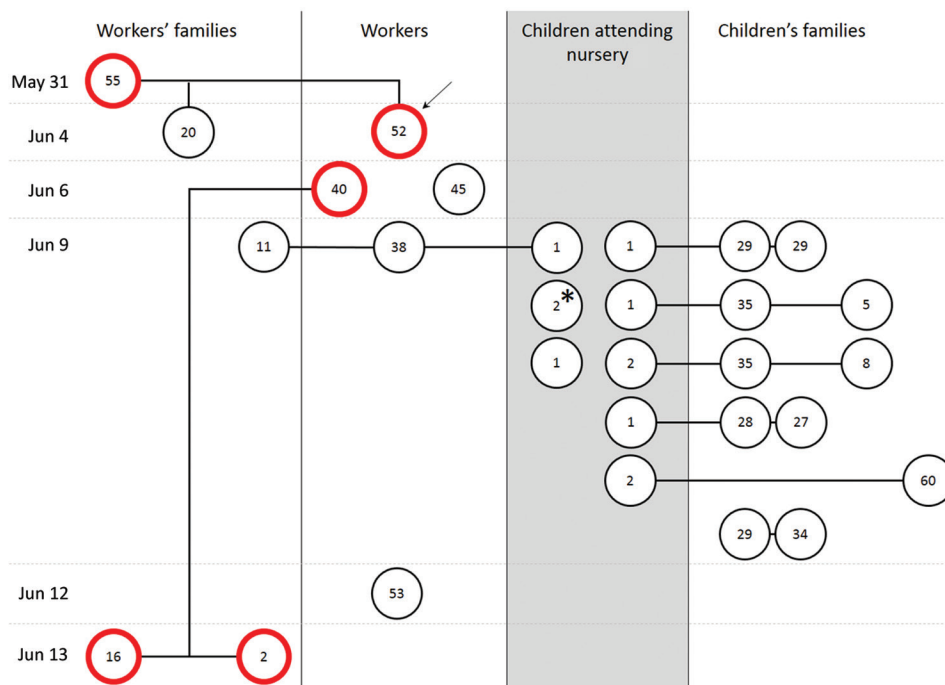 Workers' families Workers Children attending nursery Children's families
May 31 55
Jun 4 20 52
Jun 6 40 45
Jun 9 11 38 1 1 29 29
2* 1 35 5
1 2 35 8
1 28 27
2 60
29 34
Jun 12 53
Jun 13 16 2